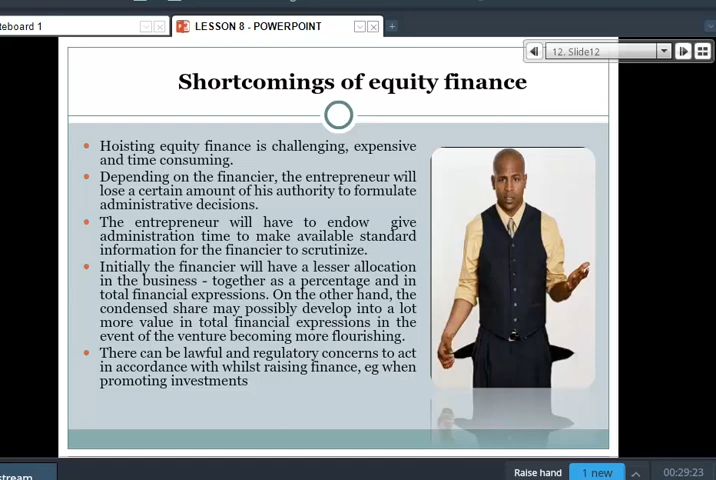 teboard 1
LESSON 8 - POWERPOINT
12. Slide12
Shortcomings of equity finance
Hoisting equity finance is challenging, expensive
and time consuming.
Depending on the financier, the entrepreneur will
lose a certain amount of his authority to formulate
administrative decisions.
The entrepreneur will have to endow give
administration time to make available standard
information for the financier to scrutinize.
Initially the financier will have a lesser allocation
in the business - together as a percentage and in
total financial expressions. On the other hand, the
condensed share may possibly develop into a lot
more value in total financial expressions in the
event of the venture becoming more flourishing.
There can be lawful and regulatory concerns to act
in accordance with whilst raising finance, eg when
promoting investments
stream
Raise hand
1 new
00:29:23